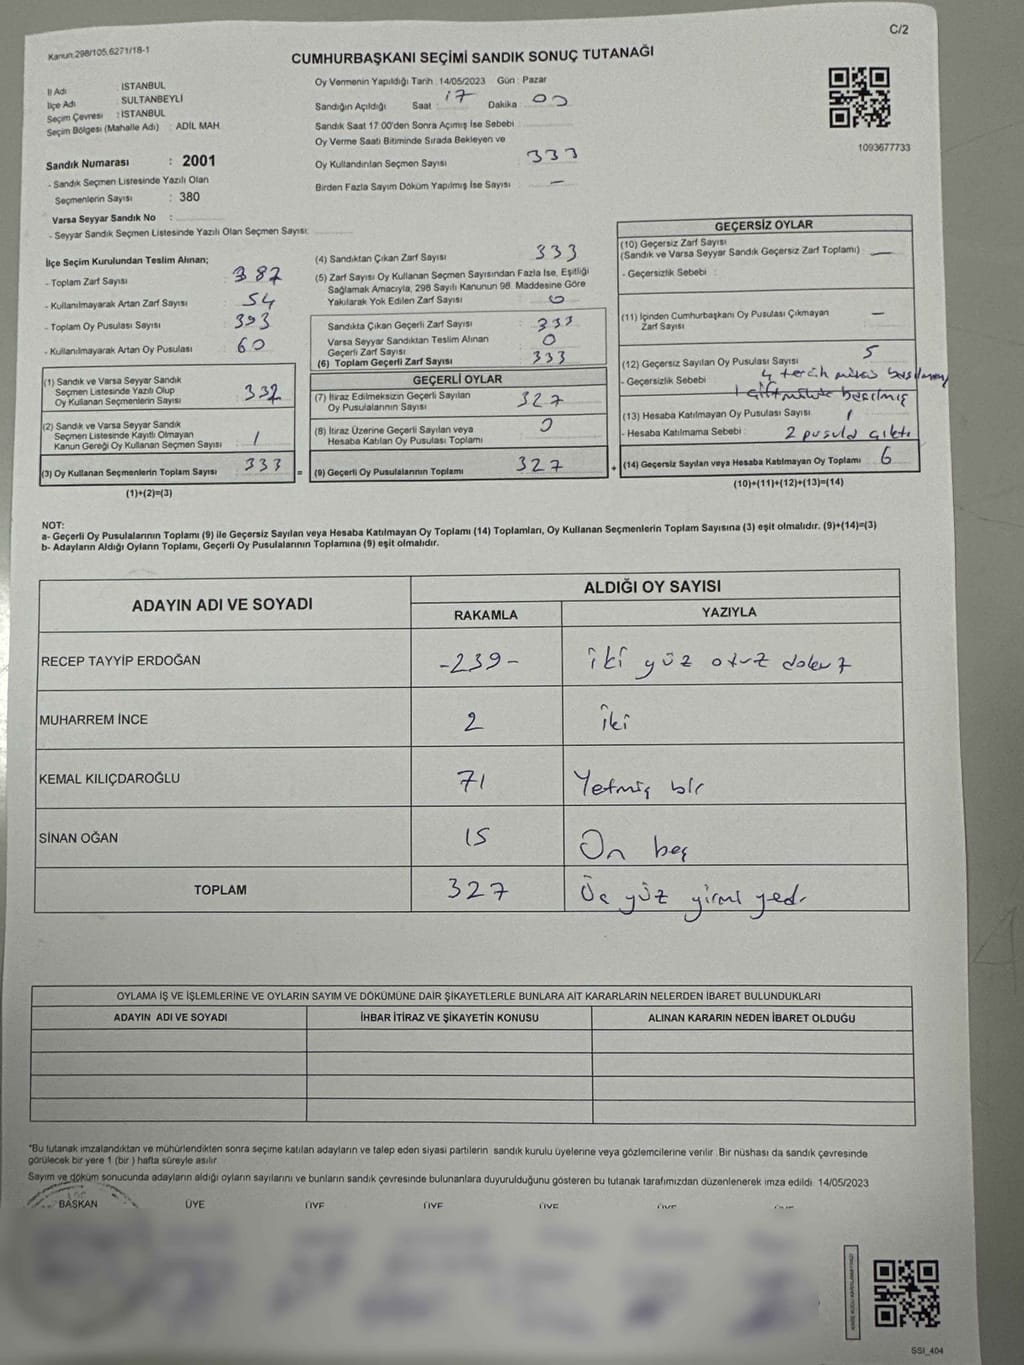 C/2
Kanun:298/105,6271/18-1
CUMHURBAŞKANI SEÇİMİ SANDIK SONUÇ TUTANAĞI
İl Adı : İSTANBUL
İlçe Adı : SULTANBEYLİ
Seçim Çevresi : İSTANBUL
Seçim Bölgesi (Mahalle Adı) : ADİL MAH
Sandık Numarası : 2001
- Sandık Seçmen Listesinde Yazılı Olan
Seçmenlerin Sayısı : 380
Varsa Seyyar Sandık No :
- Seyyar Sandık Seçmen Listesinde Yazılı Olan Seçmen Sayısı:
Oy Vermenin Yapıldığı Tarih : 14/05/2023 Gün : Pazar
Sandığın Açıldığı Saat 17 Dakika 00
Sandık Saat 17.00'den Sonra Açımış İse Sebebi
Oy Verme Saati Bitiminde Sırada Bekleyen ve
Oy Kullandırılan Seçmen Sayısı 333
Birden Fazla Sayım Döküm Yapılmış İse Sayısı —
1093677733
İlçe Seçim Kurulundan Teslim Alınan;
- Toplam Zarf Sayısı 387
- Kullanılmayarak Artan Zarf Sayısı 54
- Toplam Oy Pusulası Sayısı 393
- Kullanılmayarak Artan Oy Pusulası 60
(1) Sandık ve Varsa Seyyar Sandık
Seçmen Listesinde Yazılı Olup
Oy Kullanan Seçmenlerin Sayısı 332
(2) Sandık ve Varsa Seyyar Sandık
Seçmen Listesinde Kayıtlı Olmayan
Kanun Gereği Oy Kullanan Seçmen Sayısı 1
(3) Oy Kullanan Seçmenlerin Toplam Sayısı 333 =
(1)+(2)=(3)
(4) Sandıktan Çıkan Zarf Sayısı 333
(5) Zarf Sayısı Oy Kullanan Seçmen Sayısından Fazla İse, Eşitliği
Sağlamak Amacıyla, 298 Sayılı Kanunun 98. Maddesine Göre
Yakılarak Yok Edilen Zarf Sayısı 0
Sandıkta Çıkan Geçerli Zarf Sayısı : 333
Varsa Seyyar Sandıktan Teslim Alınan
Geçerli Zarf Sayısı 0
(6) Toplam Geçerli Zarf Sayısı 333
GEÇERLİ OYLAR
(7) İtiraz Edilmeksizin Geçerli Sayılan
Oy Pusulalarının Sayısı 327
(8) İtiraz Üzerine Geçerli Sayılan veya
Hesaba Katılan Oy Pusulası Toplamı 0
(9) Geçerli Oy Pusulalarının Toplamı 327 +
GEÇERSİZ OYLAR
(10) Geçersiz Zarf Sayısı
(Sandık ve Varsa Seyyar Sandık Geçersiz Zarf Toplamı) : —
- Geçersizlik Sebebi :
(11) İçinden Cumhurbaşkanı Oy Pusulası Çıkmayan
Zarf Sayısı —
(12) Geçersiz Sayılan Oy Pusulası Sayısı 5
- Geçersizlik Sebebi : 4 tercih mührü basılmamış
1 çift mühür basılmış
(13) Hesaba Katılmayan Oy Pusulası Sayısı 1
- Hesaba Katılmama Sebebi : 2 pusula çıktı
(14) Geçersiz Sayılan veya Hesaba Katılmayan Oy Toplamı 6
(10)+(11)+(12)+(13)=(14)
NOT:
a- Geçerli Oy Pusulalarının Toplamı (9) ile Geçersiz Sayılan veya Hesaba Katılmayan Oy Toplamı (14) Toplamları, Oy Kullanan Seçmenlerin Toplam Sayısına (3) eşit olmalıdır. (9)+(14)=(3)
b- Adayların Aldığı Oyların Toplamı, Geçerli Oy Pusulalarının Toplamına (9) eşit olmalıdır.
ADAYIN ADI VE SOYADI
ALDIĞI OY SAYISI
RAKAMLA YAZIYLA
RECEP TAYYİP ERDOĞAN -239- iki yüz otuz dokuz
MUHARREM İNCE 2 iki
KEMAL KILIÇDAROĞLU 71 Yetmiş bir
SİNAN OĞAN 15 On beş
TOPLAM 327 Üç yüz yirmi yedi
OYLAMA İŞ VE İŞLEMLERİNE VE OYLARIN SAYIM VE DÖKÜMÜNE DAİR ŞİKAYETLERLE BUNLARA AİT KARARLARIN NELERDEN İBARET BULUNDUKLARI
ADAYIN ADI VE SOYADI İHBAR İTİRAZ VE ŞİKAYETİN KONUSU ALINAN KARARIN NEDEN İBARET OLDUĞU
*Bu tutanak imzalandıktan ve mühürlendikten sonra seçime katılan adayların ve talep eden siyasi partilerin sandık kurulu üyelerine veya gözlemcilerine verilir. Bir nüshası da sandık çevresinde
görülecek bir yere 1 (bir ) hafta süreyle asılır.
Sayım ve döküm sonucunda adayların aldığı oyların sayılarını ve bunların sandık çevresinde bulunanlara duyurulduğunu gösteren bu tutanak tarafımızdan düzenlenerek imza edildi 14/05/2023
BAŞKAN ÜYE ÜYE ÜYE ÜYE ÜYE
SSI_404